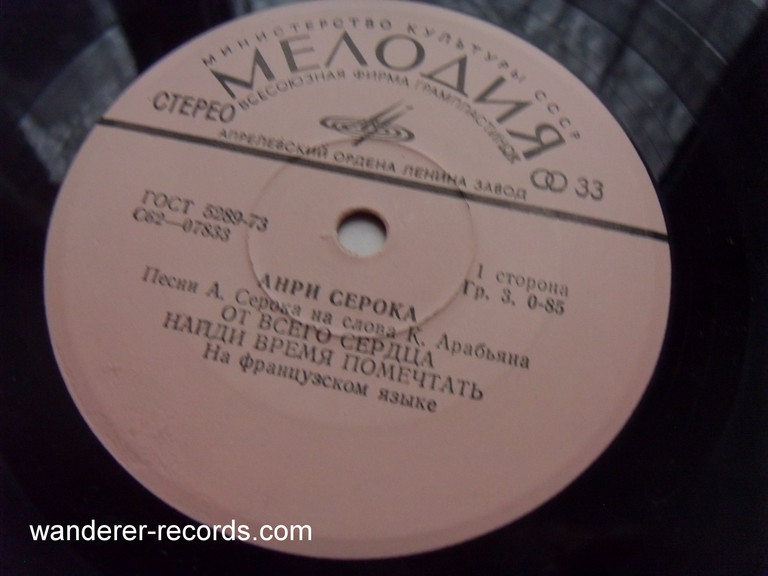 МИНИСТЕРСТВО КУЛЬТУРЫ СССР
МЕЛОДИЯ
ВСЕСОЮЗНАЯ ФИРМА ГРАМПЛАСТИНОК
СТЕРЕО
АПРЕЛЕВСКИЙ ОРДЕНА ЛЕНИНА ЗАВОД
33
ГОСТ 5289-73
С62—07833
1 сторона
Гр. 3. 0-85
АНРИ СЕРОКА
Песни А. Серока на слова К. Арабьяна
ОТ ВСЕГО СЕРДЦА
НАЙДИ ВРЕМЯ ПОМЕЧТАТЬ
На французском языке
wanderer-records.com